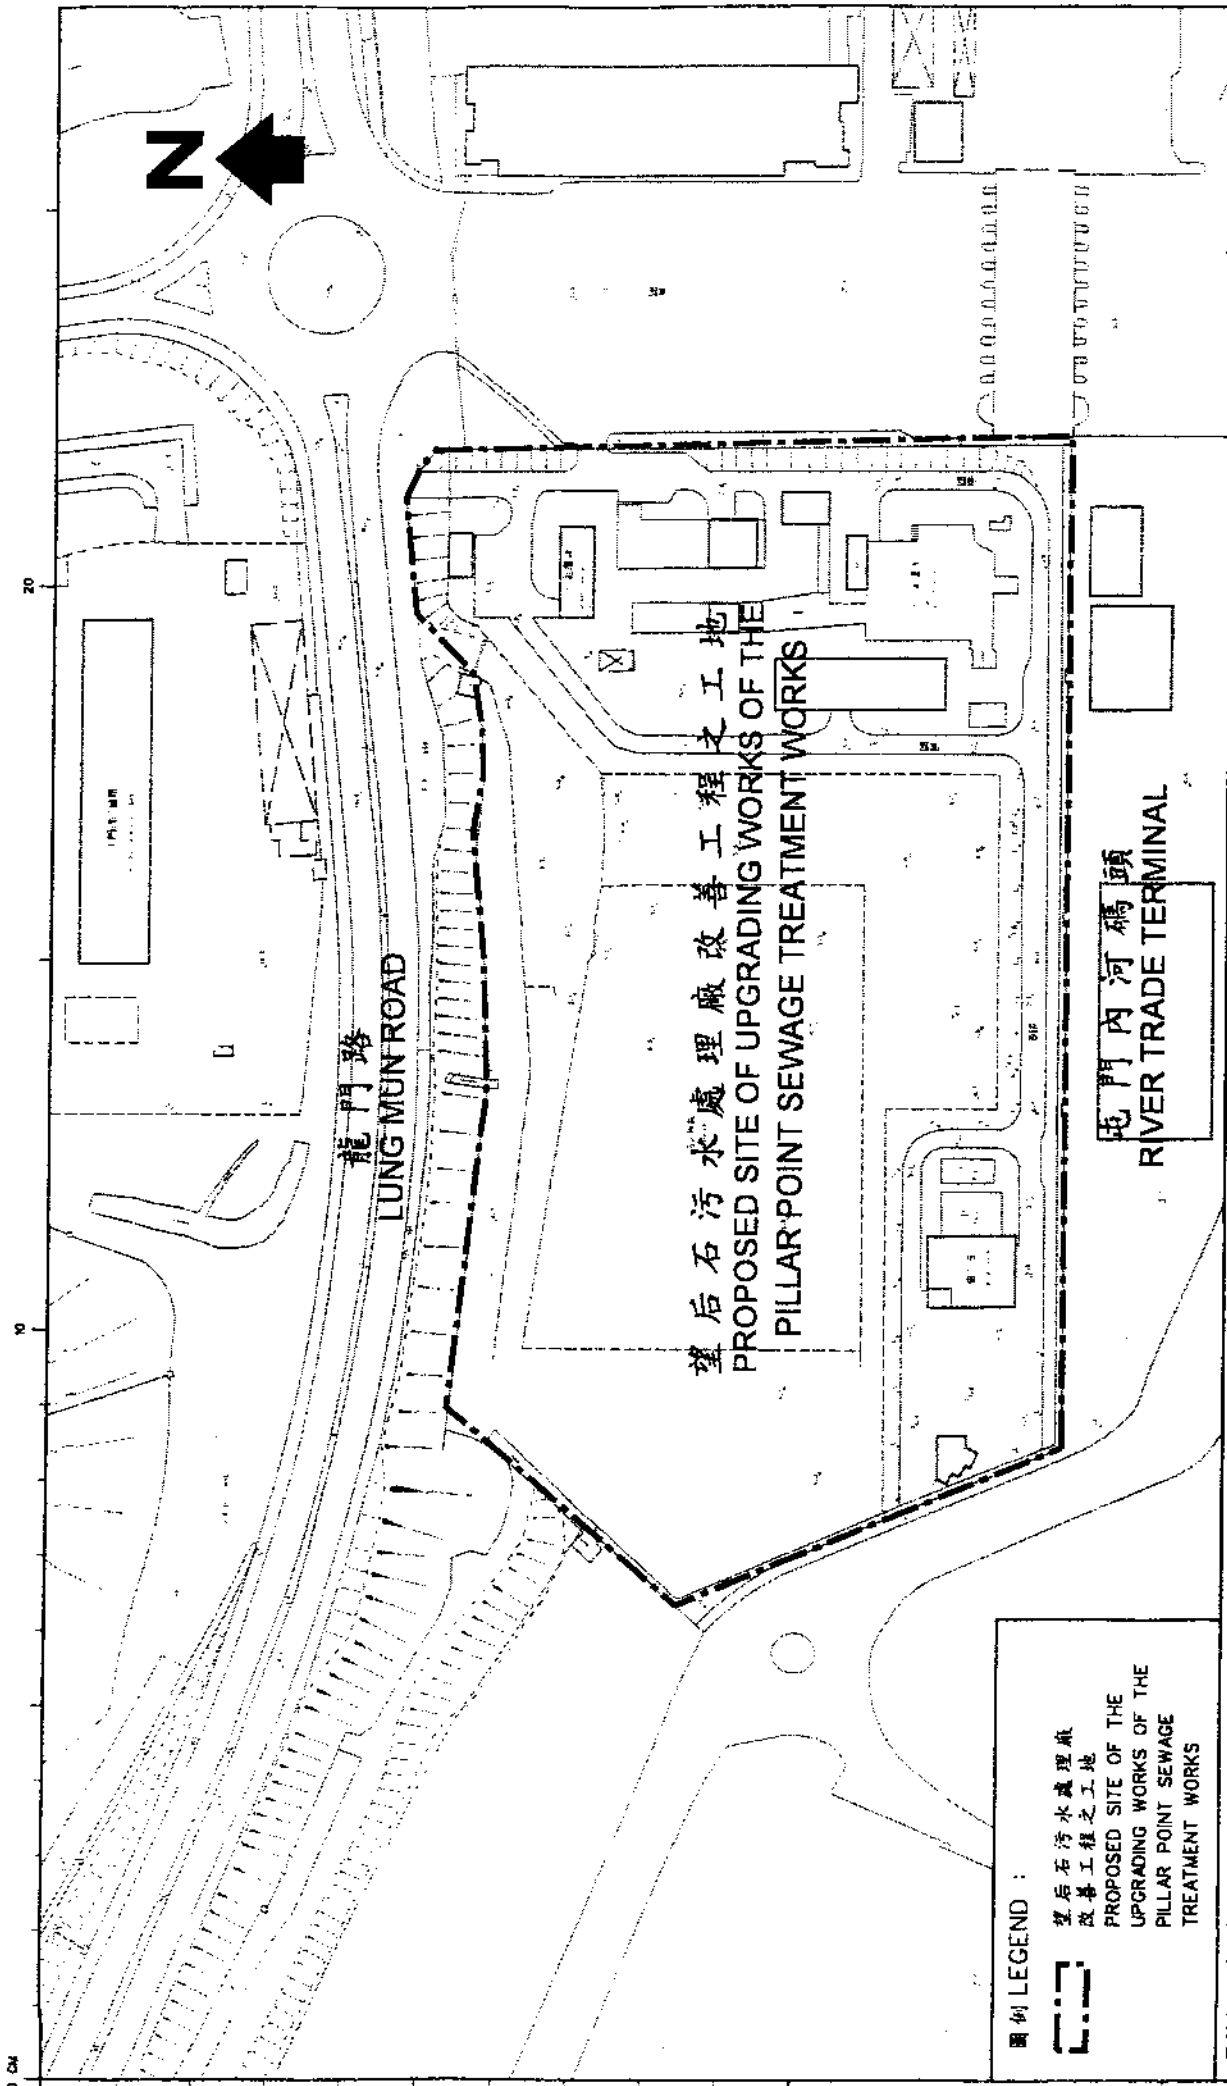 N
20
10
0 CM
龍門路
LUNG MUN ROAD
望后石污水處理廠改善工程之工地
PROPOSED SITE OF UPGRADING WORKS OF THE
PILLAR POINT SEWAGE TREATMENT WORKS
屯門內河碼頭
RIVER TRADE TERMINAL
圖例 LEGEND :
望后石污水處理廠
改善工程之工地
PROPOSED SITE OF THE
UPGRADING WORKS OF THE
PILLAR POINT SEWAGE
TREATMENT WORKS